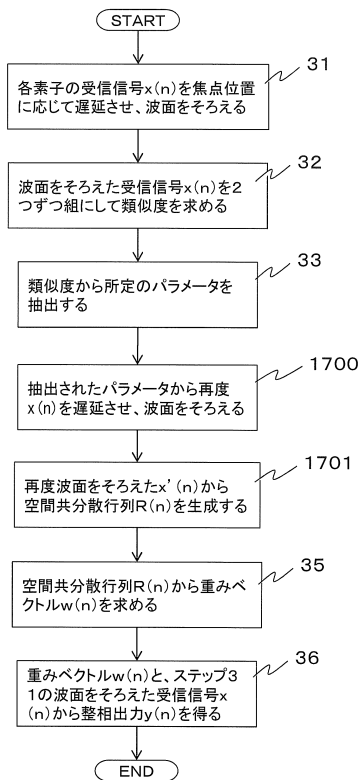 START
31
各素子の受信信号x(n)を焦点位置
に応じて遅延させ、波面をそろえる
32
波面をそろえた受信信号x(n)を2
つずつ組にして類似度を求める
33
類似度から所定のパラメータを
抽出する
1700
抽出されたパラメータから再度
x(n)を遅延させ、波面をそろえる
1701
再度波面をそろえたx'(n)から
空間共分散行列R(n)を生成する
35
空間共分散行列R(n)から重みベ
クトルw(n)を求める
36
重みベクトルw(n)と、ステップ3
1の波面をそろえた受信信号x
(n)から整相出力y(n)を得る
END